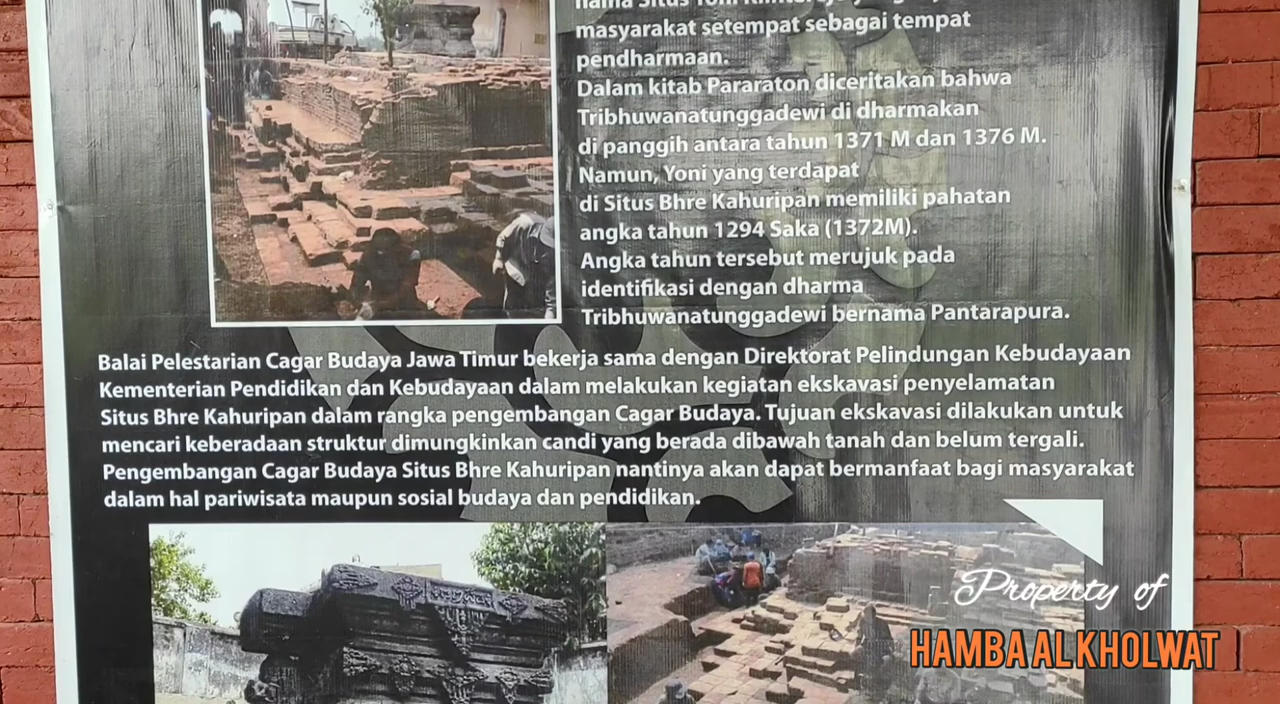 nama Situs Yoni
masyarakat setempat sebagai tempat
pendharmaan.
Dalam kitab Pararaton diceritakan bahwa
Tribhuwanatunggadewi di dharmakan
di panggih antara tahun 1371 M dan 1376 M.
Namun, Yoni yang terdapat
di Situs Bhre Kahuripan memiliki pahatan
angka tahun 1294 Saka (1372M).
Angka tahun tersebut merujuk pada
identifikasi dengan dharma
Tribhuwanatunggadewi bernama Pantarapura.
Balai Pelestarian Cagar Budaya Jawa Timur bekerja sama dengan Direktorat Pelindungan Kebudayaan
Kementerian Pendidikan dan Kebudayaan dalam melakukan kegiatan ekskavasi penyelamatan
Situs Bhre Kahuripan dalam rangka pengembangan Cagar Budaya. Tujuan ekskavasi dilakukan untuk
mencari keberadaan struktur dimungkinkan candi yang berada dibawah tanah dan belum tergali.
Pengembangan Cagar Budaya Situs Bhre Kahuripan nantinya akan dapat bermanfaat bagi masyarakat
dalam hal pariwisata maupun sosial budaya dan pendidikan.
Property of
HAMBA AL KHOLWAT